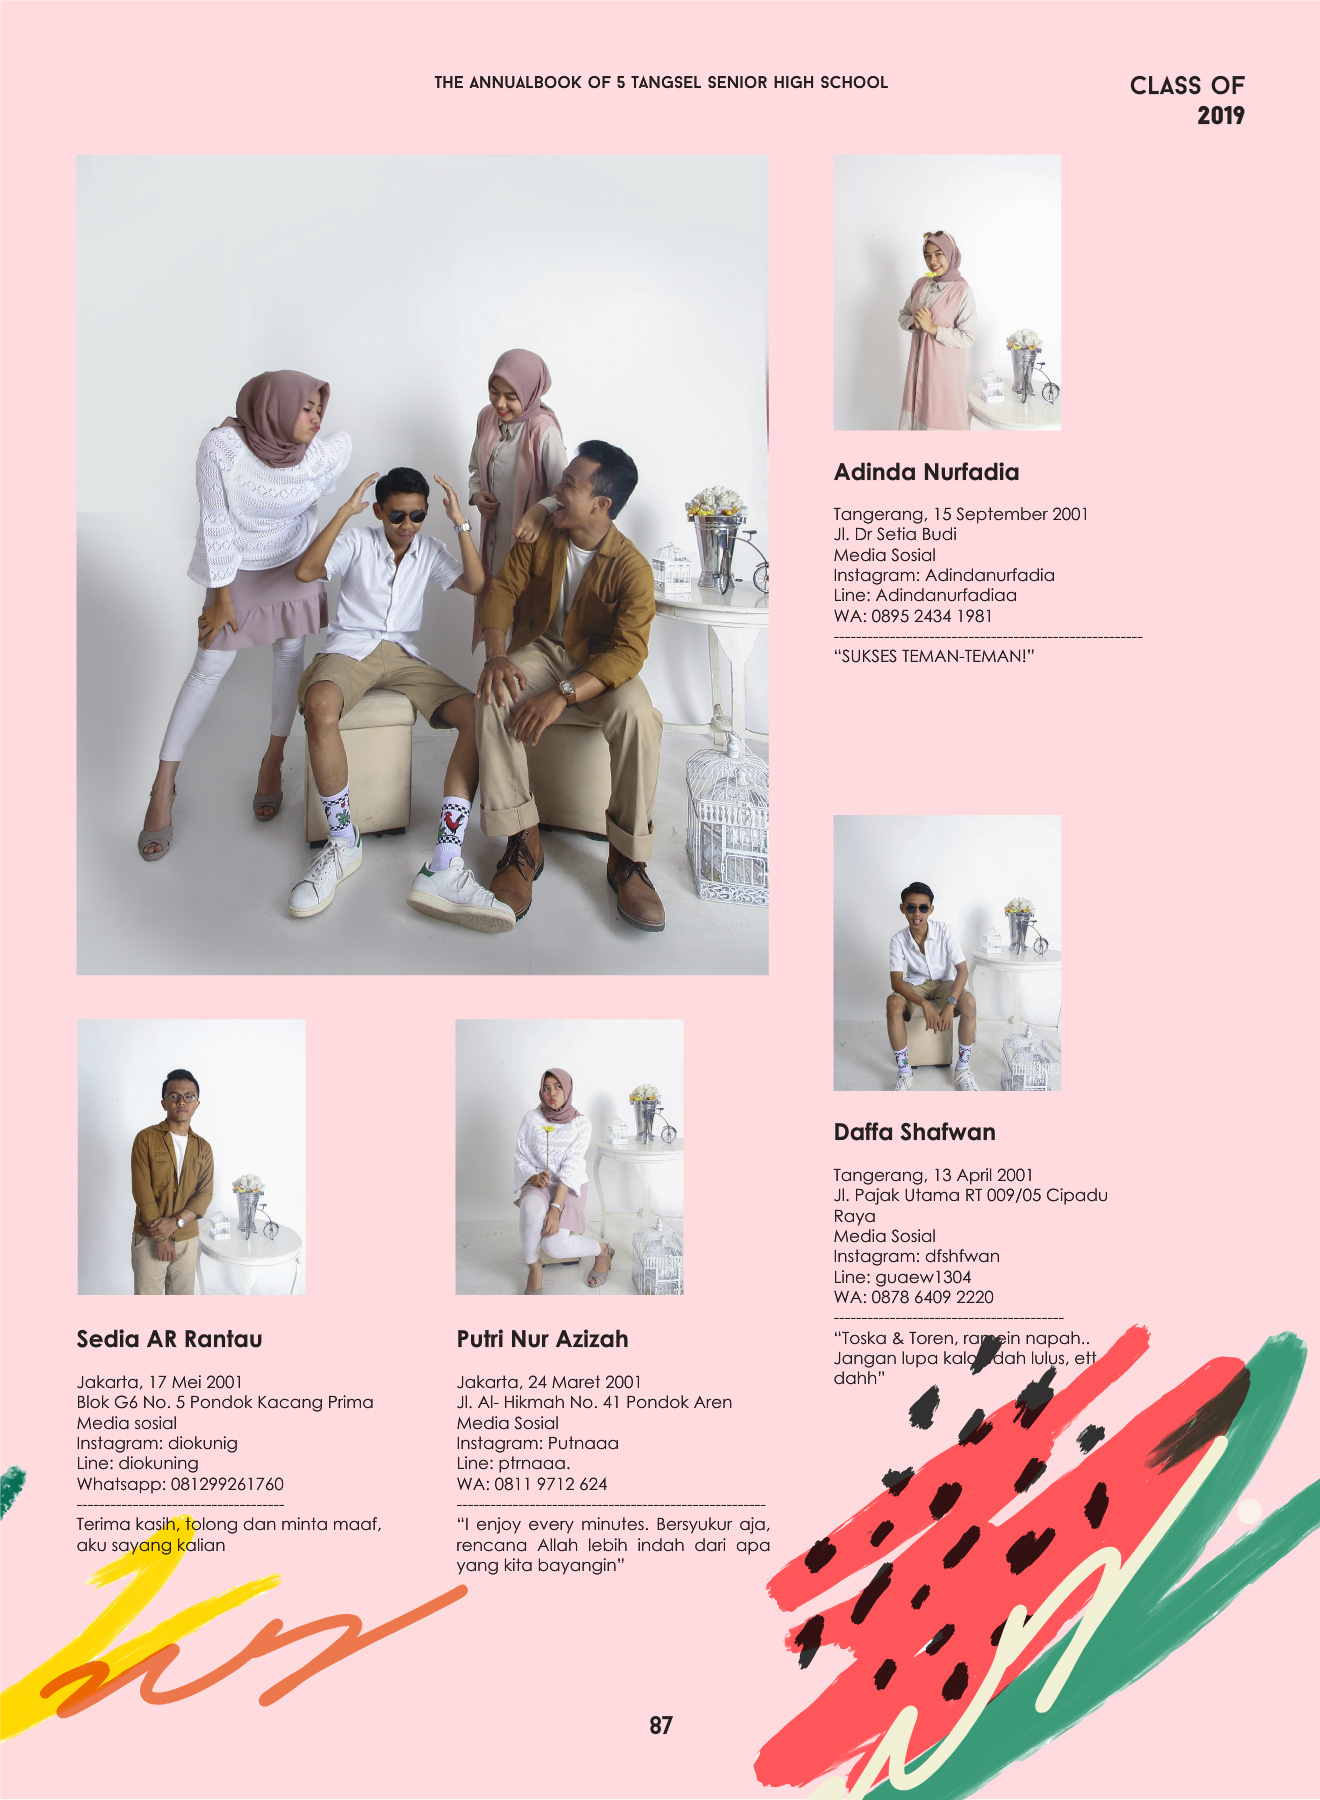 THE ANNUALBOOK OF 5 TANGSEL SENIOR HIGH SCHOOL
CLASS OF
2019
Adinda Nurfadia
Tangerang, 15 September 2001
Jl. Dr Setia Budi
Media Sosial
Instagram: Adindanurfadia
Line: Adindanurfadiaa
WA: 0895 2434 1981
-------------------------------------------------------
“SUKSES TEMAN-TEMAN!”
Daffa Shafwan
Tangerang, 13 April 2001
Jl. Pajak Utama RT 009/05 Cipadu
Raya
Media Sosial
Instagram: dfshfwan
Line: guaew1304
WA: 0878 6409 2220
-----------------------------------------
“Toska & Toren, ramein napah..
Jangan lupa kalo udah lulus, ett
dahh”
Sedia AR Rantau
Jakarta, 17 Mei 2001
Blok G6 No. 5 Pondok Kacang Prima
Media sosial
Instagram: diokunig
Line: diokuning
Whatsapp: 081299261760
-------------------------------------
Terima kasih, tolong dan minta maaf,
aku sayang kalian
Putri Nur Azizah
Jakarta, 24 Maret 2001
Jl. Al- Hikmah No. 41 Pondok Aren
Media Sosial
Instagram: Putnaaa
Line: ptrnaaa.
WA: 0811 9712 624
-------------------------------------------------------
“I enjoy every minutes. Bersyukur aja,
rencana Allah lebih indah dari apa
yang kita bayangin”
87